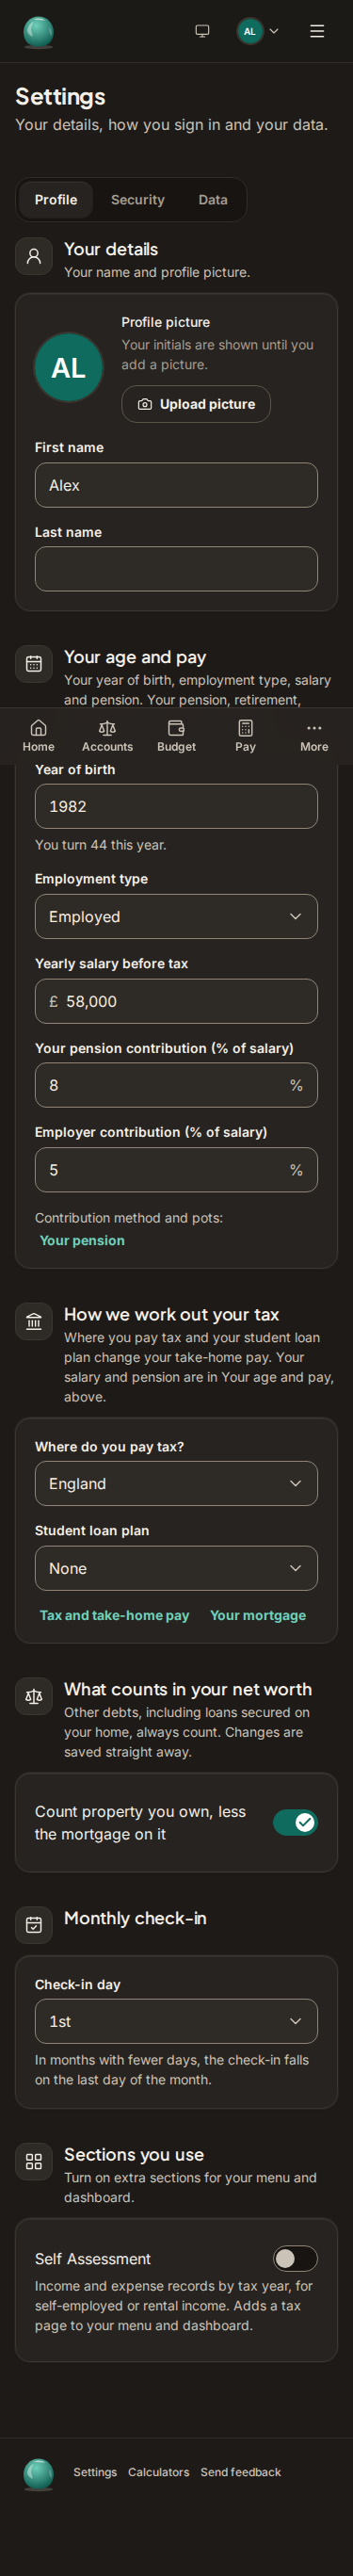 AL
Settings
Your details, how you sign in and your data.
Profile Security Data
Your details
Your name and profile picture.
AL
Profile picture
Your initials are shown until you
add a picture.
Upload picture
First name
Alex
Last name
Your age and pay
Your year of birth, employment type, salary
and pension. Your pension, retirement,
Home Accounts Budget Pay More
Year of birth
1982
You turn 44 this year.
Employment type
Employed
Yearly salary before tax
£ 58,000
Your pension contribution (% of salary)
8 %
Employer contribution (% of salary)
5 %
Contribution method and pots:
Your pension
How we work out your tax
Where you pay tax and your student loan
plan change your take-home pay. Your
salary and pension are in Your age and pay,
above.
Where do you pay tax?
England
Student loan plan
None
Tax and take-home pay Your mortgage
What counts in your net worth
Other debts, including loans secured on
your home, always count. Changes are
saved straight away.
Count property you own, less
the mortgage on it
Monthly check-in
Check-in day
1st
In months with fewer days, the check-in falls
on the last day of the month.
Sections you use
Turn on extra sections for your menu and
dashboard.
Self Assessment
Income and expense records by tax year, for
self-employed or rental income. Adds a tax
page to your menu and dashboard.
Settings Calculators Send feedback